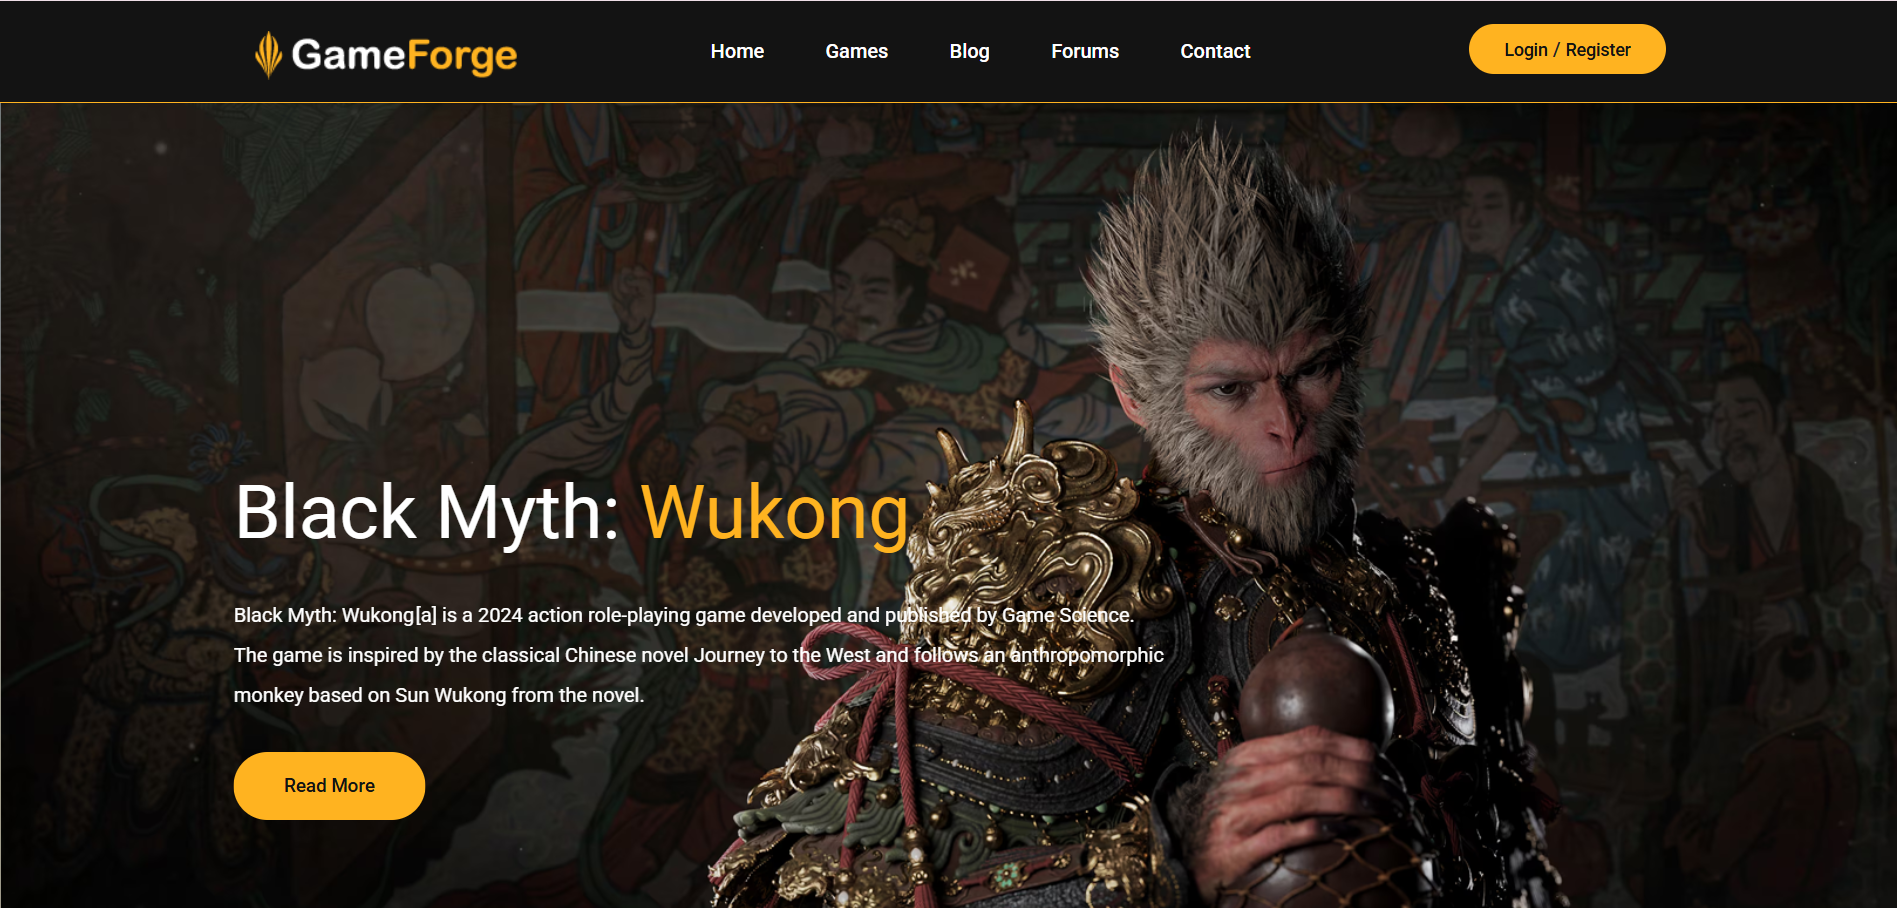 GameForge
Home Games Blog Forums Contact
Login / Register
Black Myth: Wukong
Black Myth: Wukong[a] is a 2024 action role-playing game developed and published by Game Science.
The game is inspired by the classical Chinese novel Journey to the West and follows an anthropomorphic
monkey based on Sun Wukong from the novel.
Read More